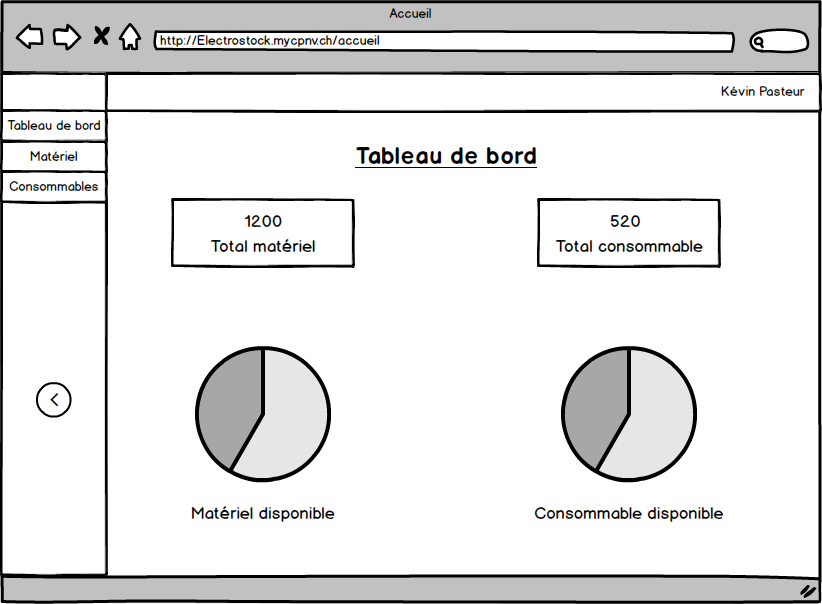 Accueil
http://Electrostock.mycpnv.ch/accueil
Kévin Pasteur
Tableau de bord
Matériel
Consommables
Tableau de bord
1200
Total matériel
520
Total consommable
Matériel disponible
Consommable disponible